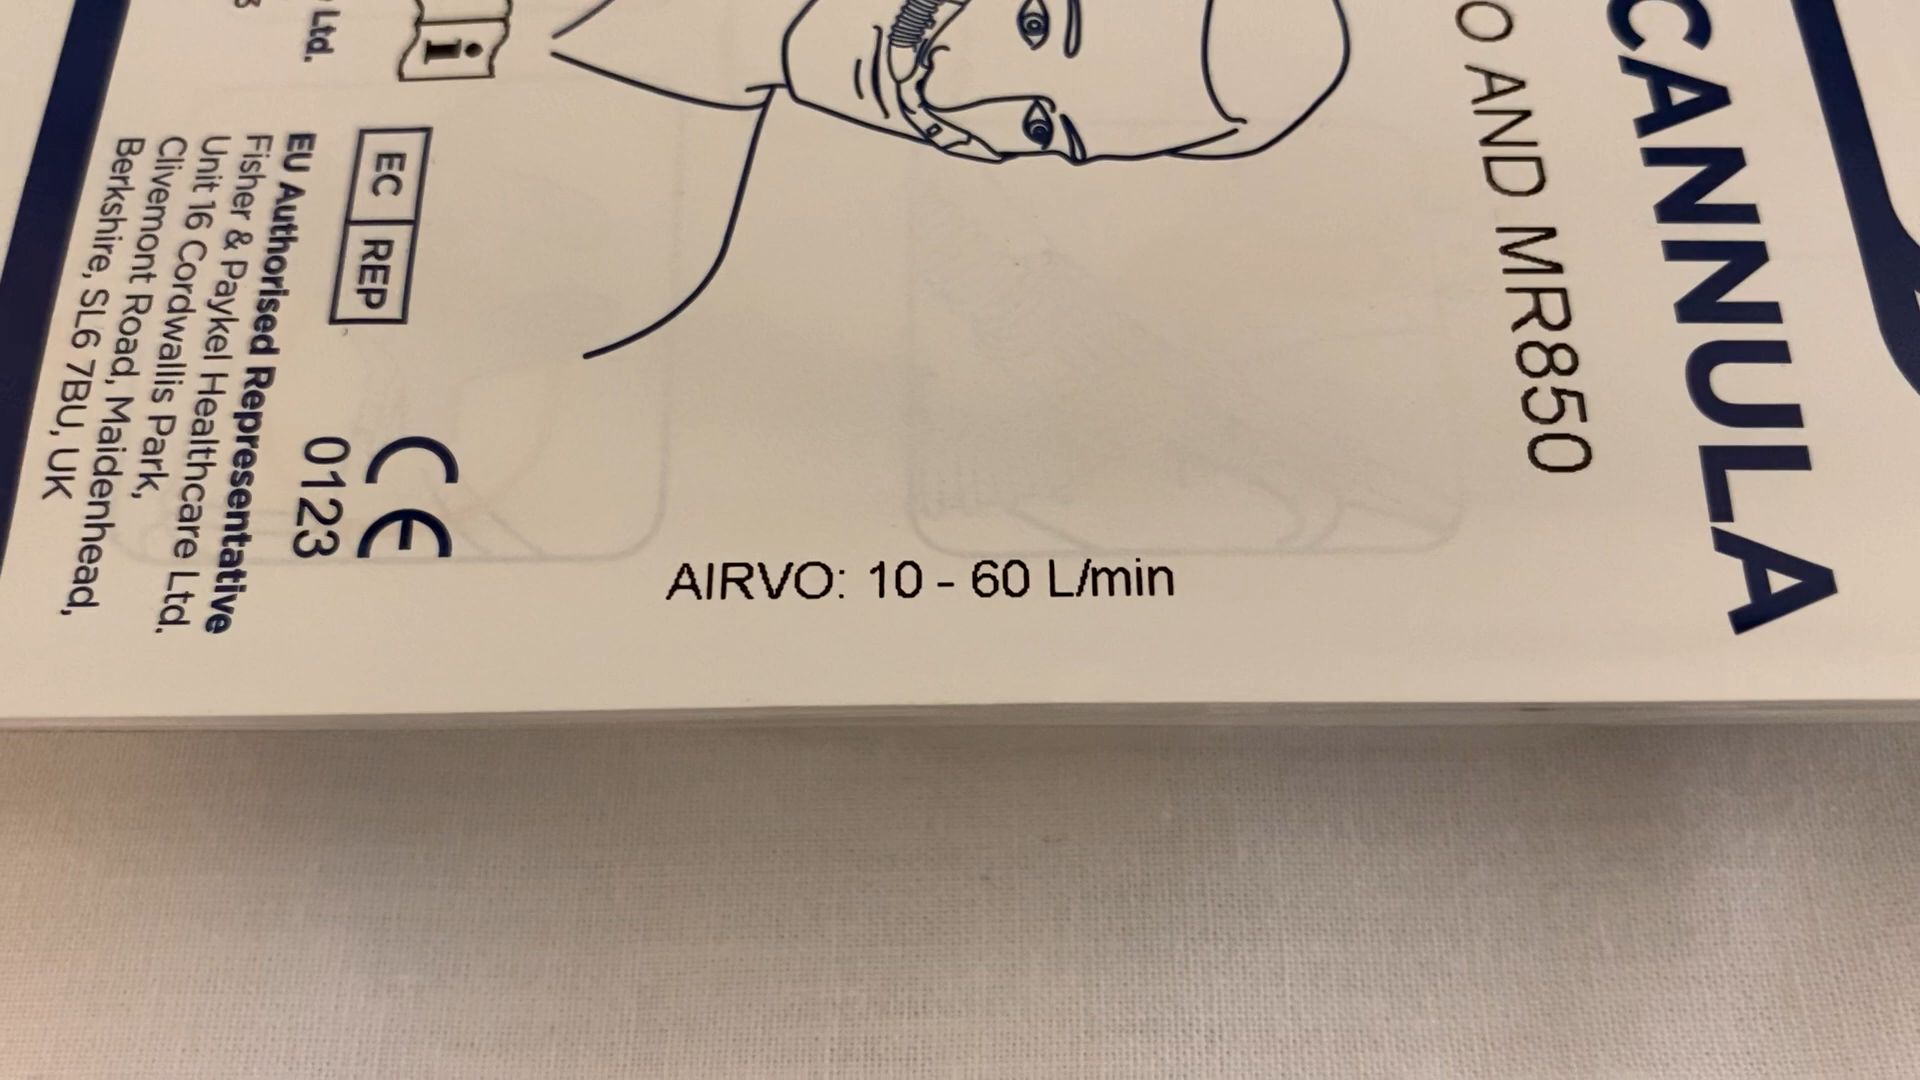 CANNULA
O AND MR850
EC REP
EU Authorised Representative
Fisher & Paykel Healthcare Ltd.
Unit 16 Cordwallis Park,
Clivemont Road, Maidenhead,
Berkshire, SL6 7BU, UK
0123
Ltd.
3
AIRVO: 10 - 60 L/min